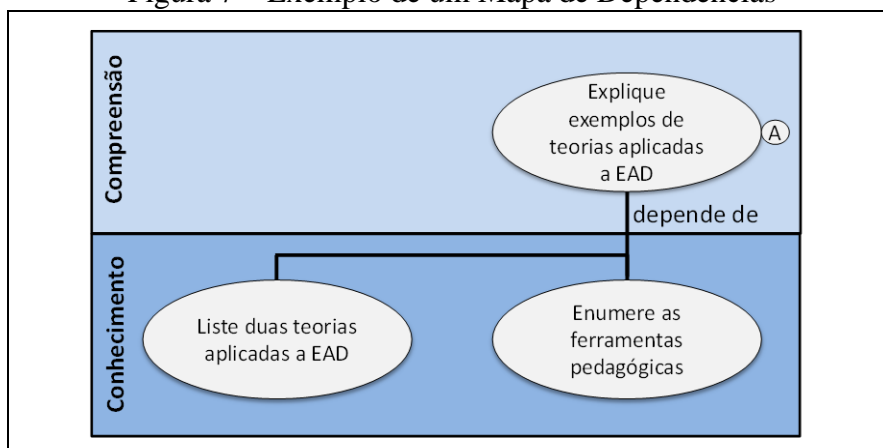 Figura 7 – Exemplo de um Mapa de Dependências
Compreensão
Explique
exemplos de
teorias aplicadas
a EAD
A
depende de
Conhecimento
Liste duas teorias
aplicadas a EAD
Enumere as
ferramentas
pedagógicas